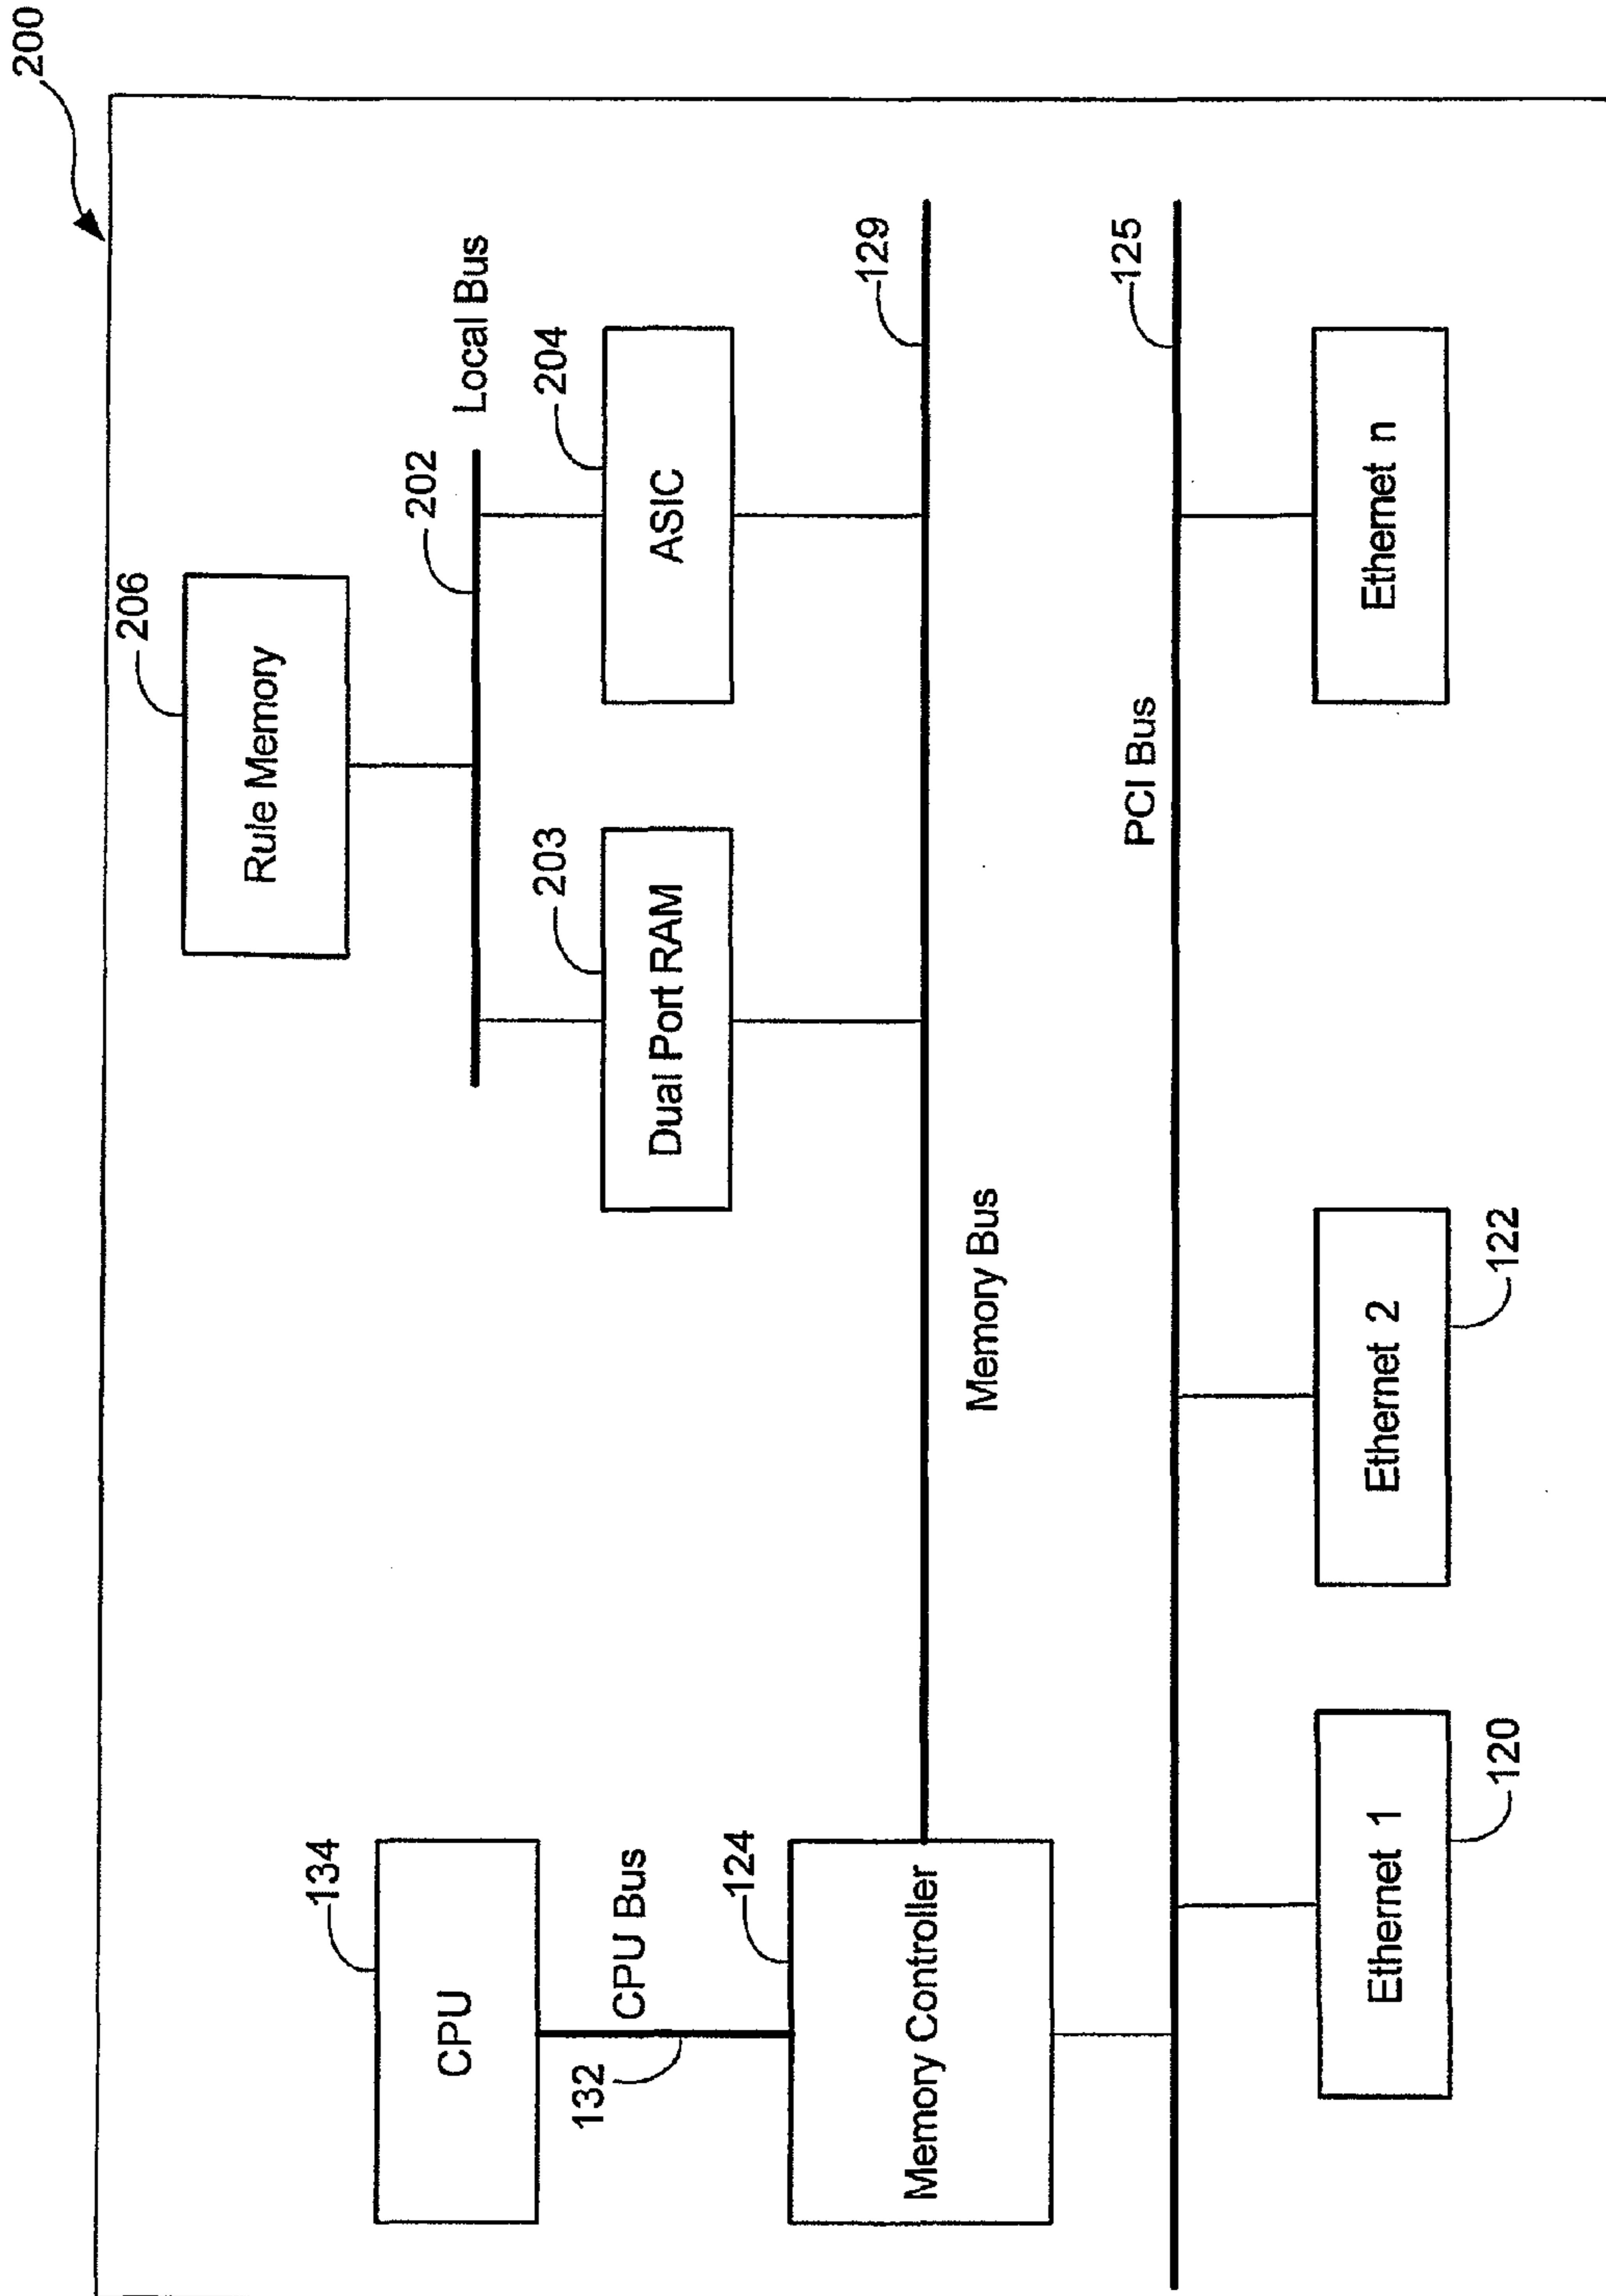 200
206
Rule Memory
134
CPU
202
Local Bus
132
CPU Bus
203
Dual Port RAM
204
ASIC
124
Memory Controller
129
Memory Bus
PCI Bus
125
Ethernet 1
120
Ethernet 2
122
Ethernet n